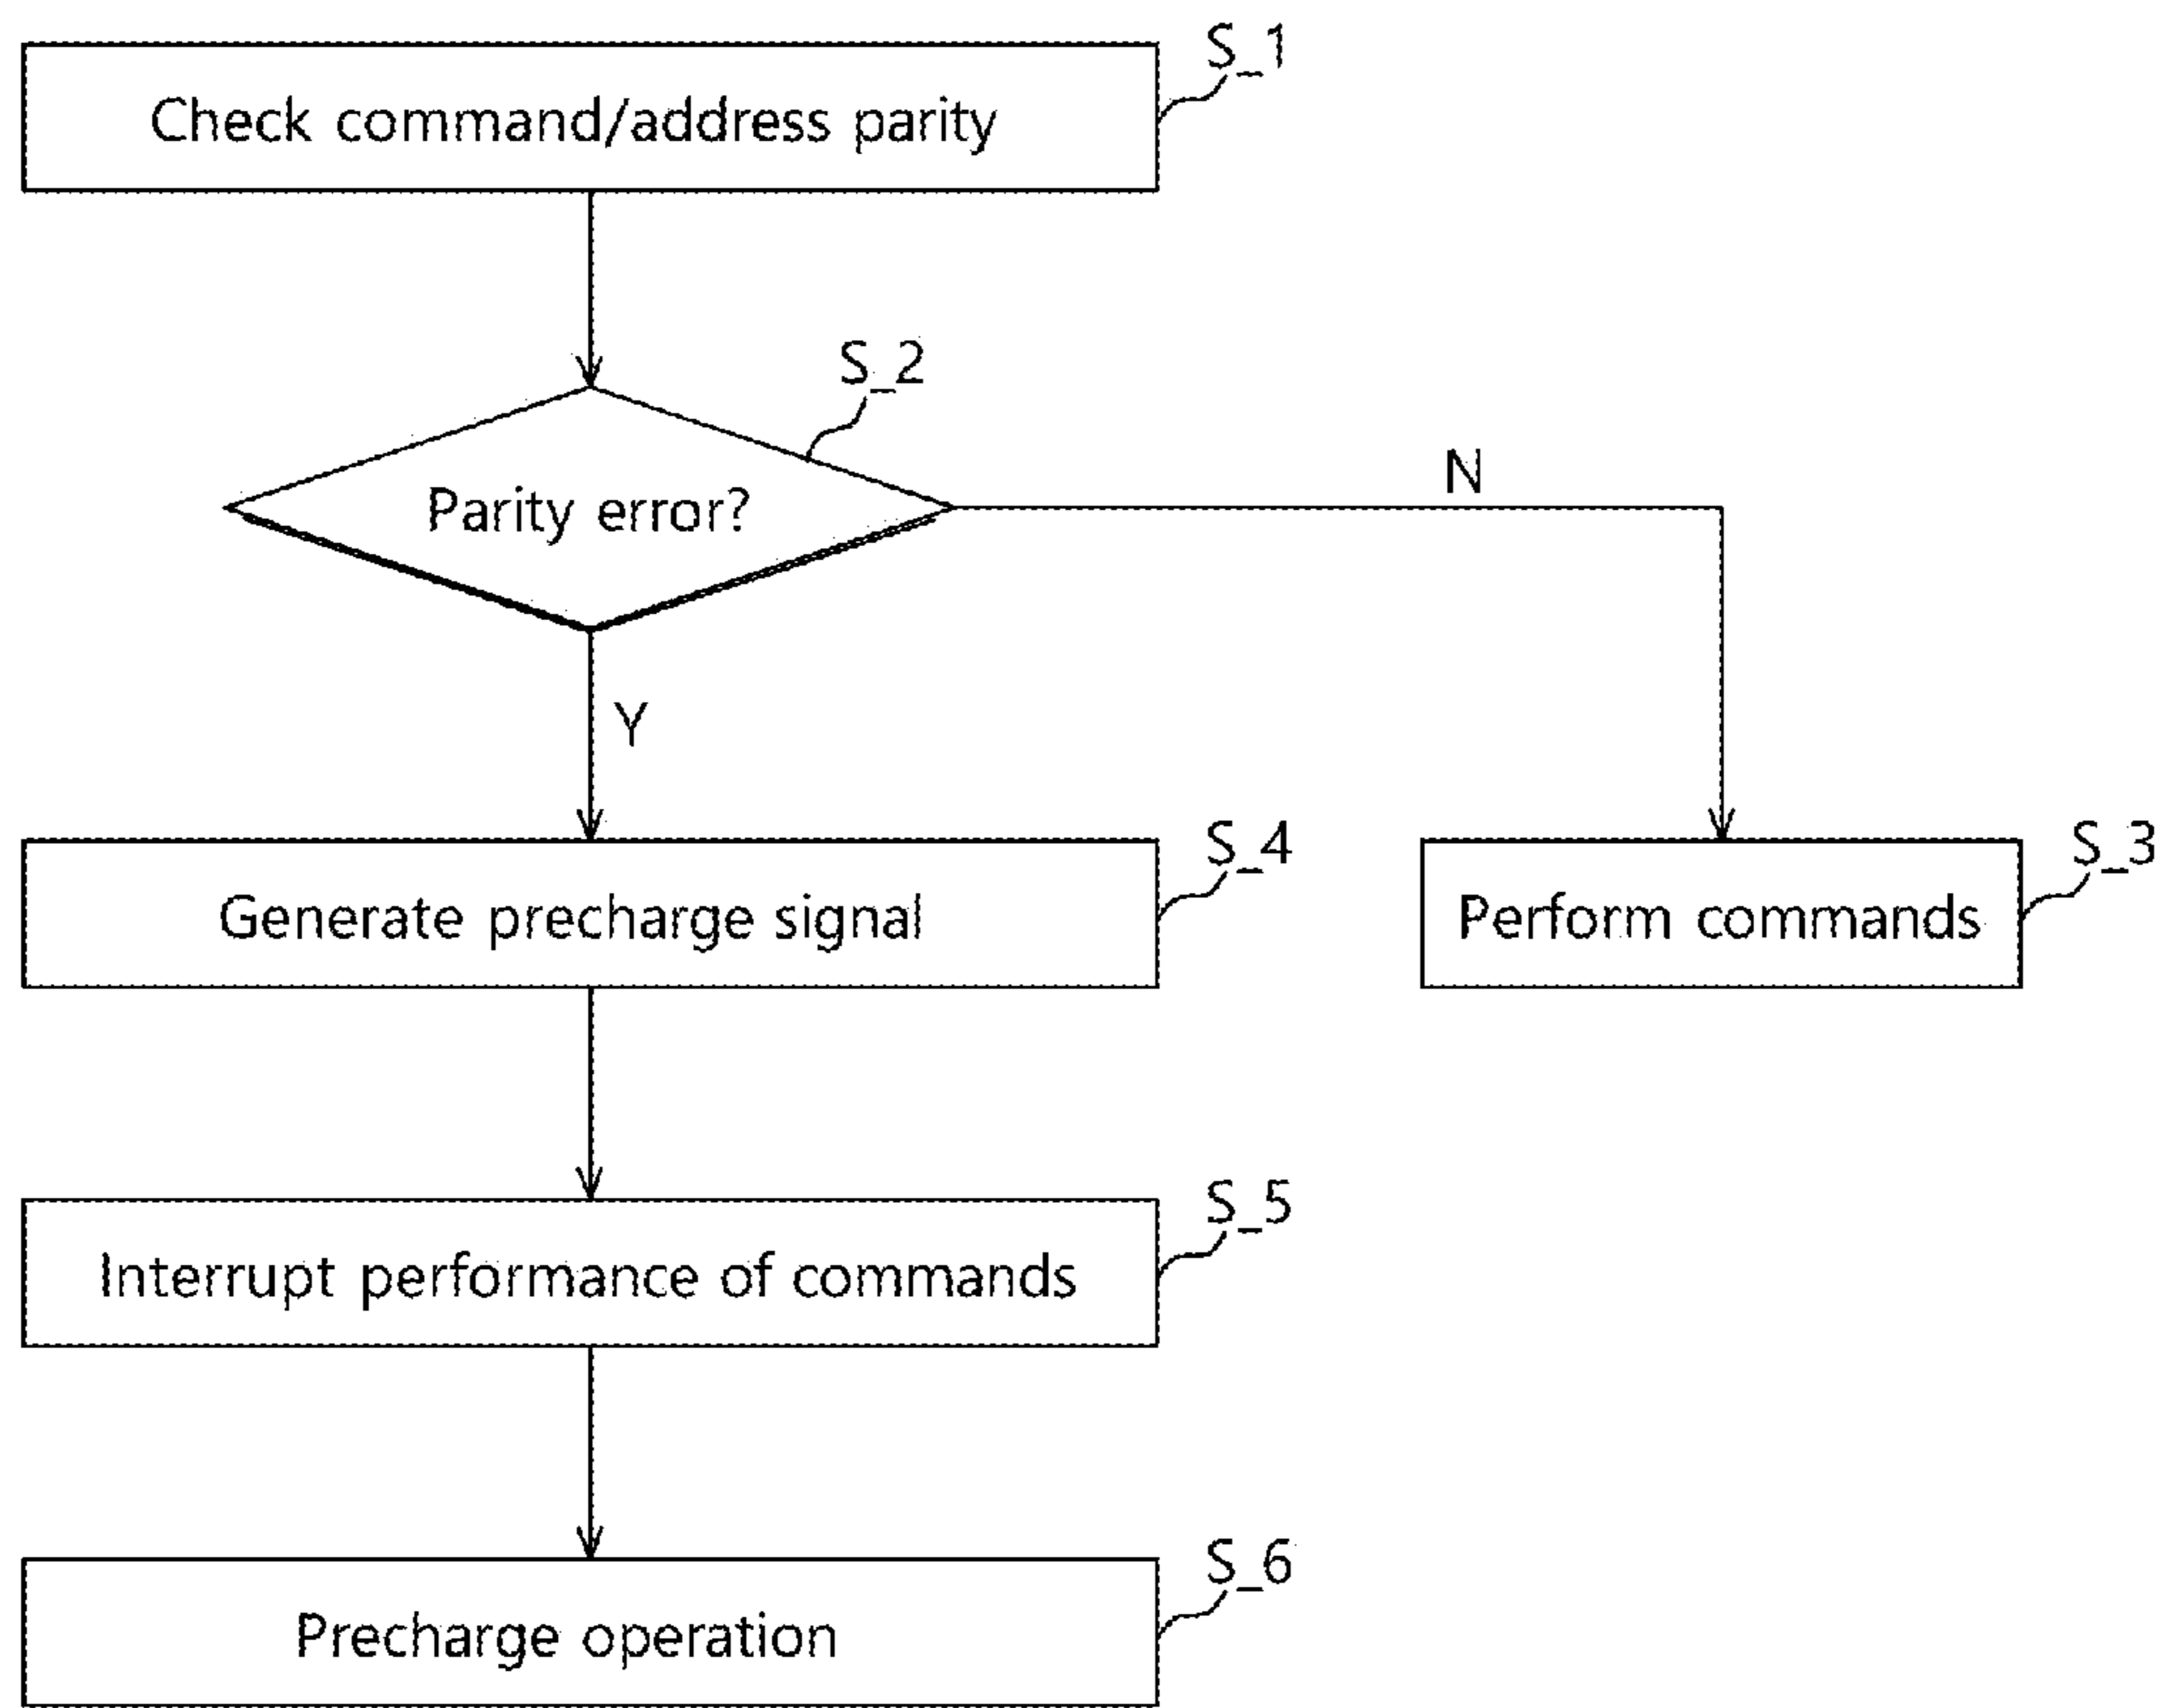 S_1
Check command/address parity
S_2
Parity error?
N
Y
S_4
Generate precharge signal
S_3
Perform commands
S_5
Interrupt performance of commands
S_6
Precharge operation